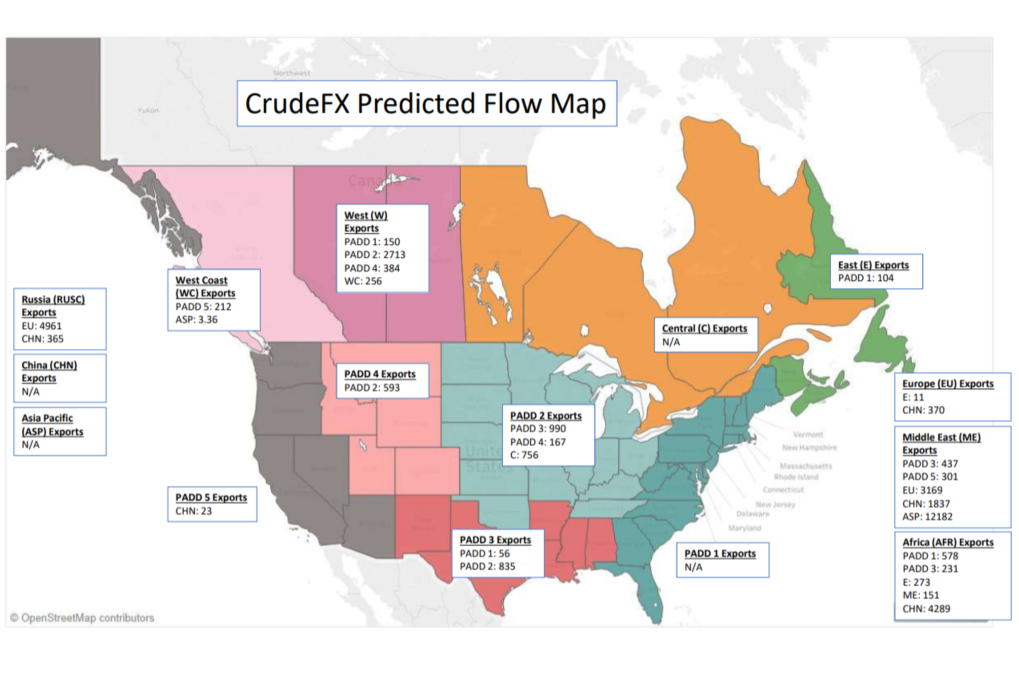 CrudeFX Predicted Flow Map
Northwest
Yukon
Canada
West (W)
Exports
PADD 1: 150
PADD 2: 2713
PADD 4: 384
WC: 256
West Coast
(WC) Exports
PADD 5: 212
ASP: 3.36
East (E) Exports
PADD 1: 104
Russia (RUSC)
Exports
EU: 4961
CHN: 365
Central (C) Exports
N/A
China (CHN)
Exports
N/A
PADD 4 Exports
PADD 2: 593
Europe (EU) Exports
E: 11
CHN: 370
Asia Pacific
(ASP) Exports
N/A
PADD 2 Exports
PADD 3: 990
PADD 4: 167
C: 756
United
States
Vermont
New Hampshire
Massachusetts
Rhode Island
Connecticut
New Jersey
Delaware
Maryland
Middle East (ME)
Exports
PADD 3: 437
PADD 5: 301
EU: 3169
CHN: 1837
ASP: 12182
PADD 5 Exports
CHN: 23
PADD 3 Exports
PADD 1: 56
PADD 2: 835
PADD 1 Exports
N/A
Africa (AFR) Exports
PADD 1: 578
PADD 3: 231
E: 273
ME: 151
CHN: 4289
© OpenStreetMap contributors